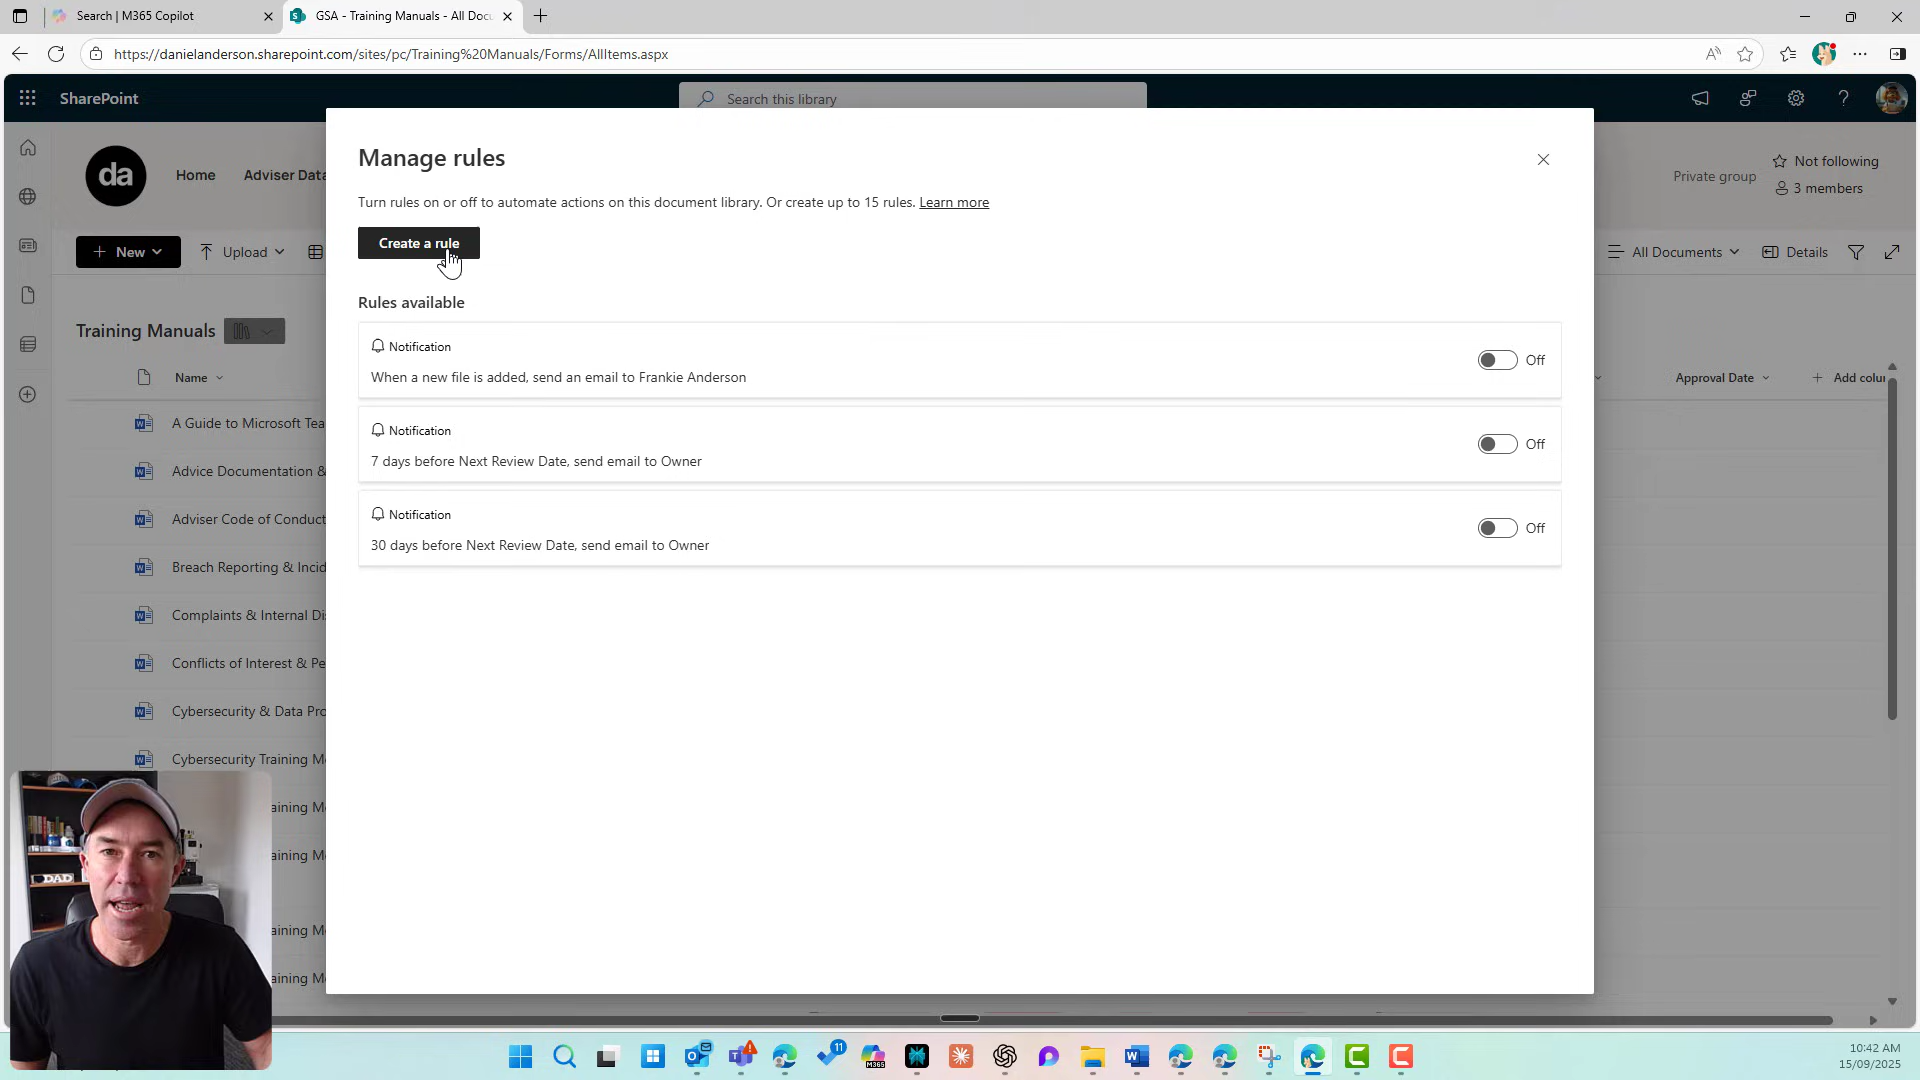 Search | M365 Copilot
GSA - Training Manuals - All Docu
https://danielanderson.sharepoint.com/sites/pc/Training%20Manuals/Forms/AllItems.aspx
SharePoint
Search this library
da
Home
Adviser Data
Private group
Not following
3 members
New
Upload
All Documents
Details
Training Manuals
Name
Approval Date
Add colu
A Guide to Microsoft Tea
Advice Documentation &
Adviser Code of Conduct
Breach Reporting & Incid
Complaints & Internal Di
Conflicts of Interest & Pe
Cybersecurity & Data Pro
Cybersecurity Training M
aining M
aining M
aining M
aining M
Manage rules
Turn rules on or off to automate actions on this document library. Or create up to 15 rules. Learn more
Create a rule
Rules available
Notification
When a new file is added, send an email to Frankie Anderson
Off
Notification
7 days before Next Review Date, send email to Owner
Off
Notification
30 days before Next Review Date, send email to Owner
Off
DAD
11
M365
10:42 AM
15/09/2025